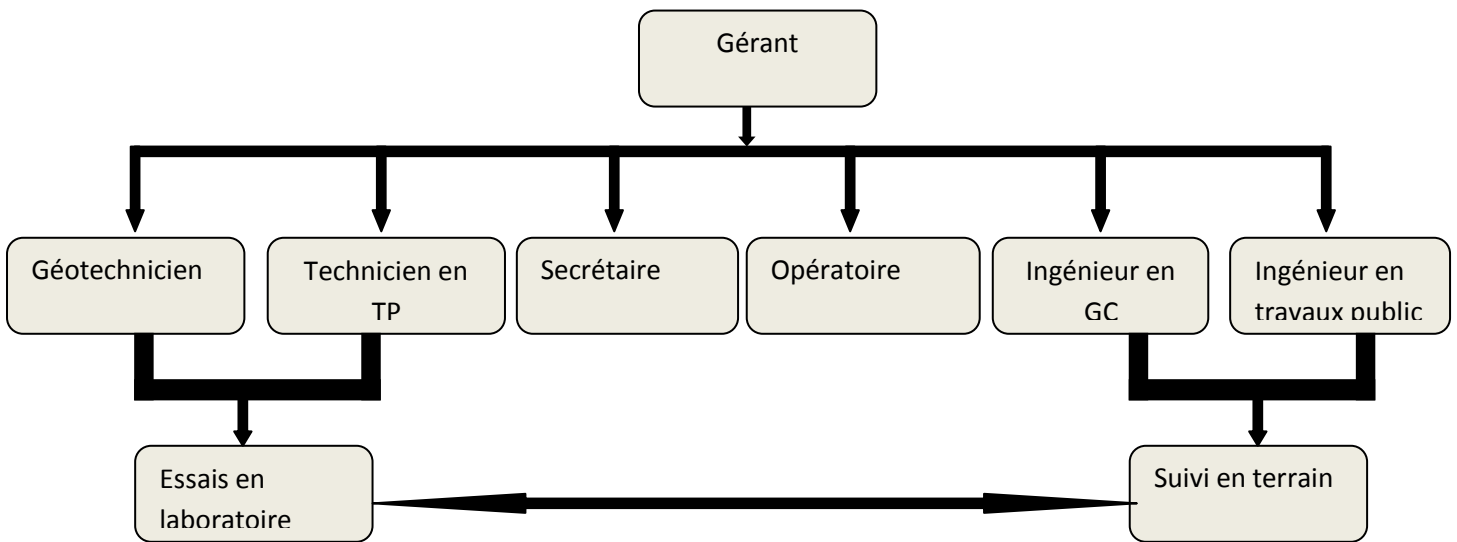 Gérant
Géotechnicien
Technicien en
TP
Secrétaire
Opératoire
Ingénieur en
GC
Ingénieur en
travaux public
Essais en
laboratoire
Suivi en terrain